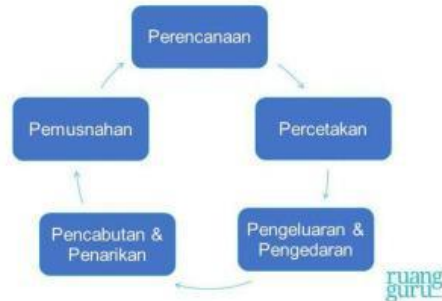 Perencanaan
Percetakan
Pengeluaran &
Pengedaran
Pencabutan &
Penarikan
Pemusnahan
ruang
guru